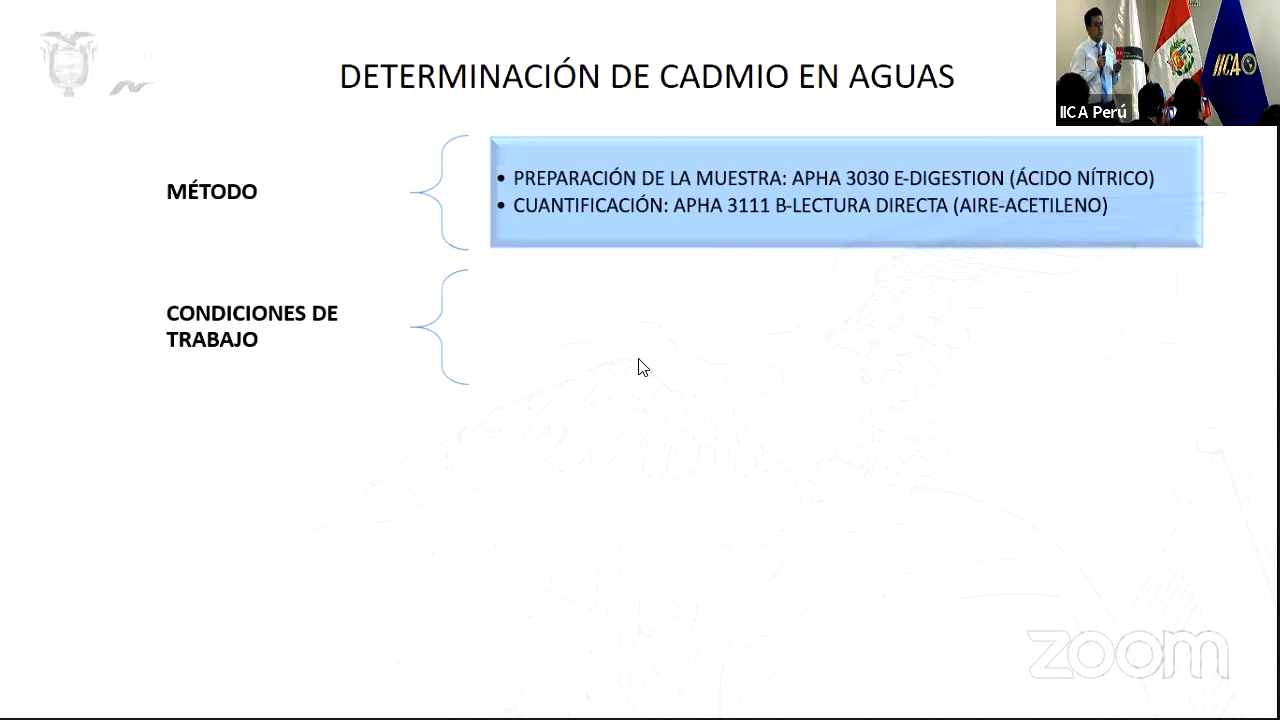 DETERMINACIÓN DE CADMIO EN AGUAS
IICA
IICA Perú
MÉTODO
• PREPARACIÓN DE LA MUESTRA: APHA 3030 E-DIGESTION (ÁCIDO NÍTRICO)
• CUANTIFICACIÓN: APHA 3111 B-LECTURA DIRECTA (AIRE-ACETILENO)
CONDICIONES DE
TRABAJO
zoom